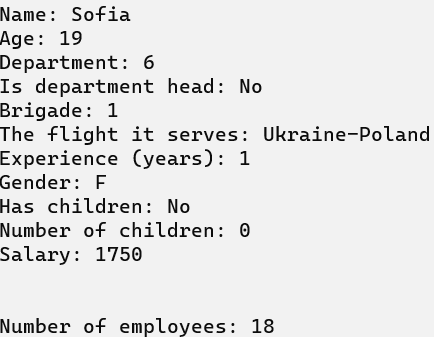 Name: Sofia
Age: 19
Department: 6
Is department head: No
Brigade: 1
The flight it serves: Ukraine-Poland
Experience (years): 1
Gender: F
Has children: No
Number of children: 0
Salary: 1750
Number of employees: 18